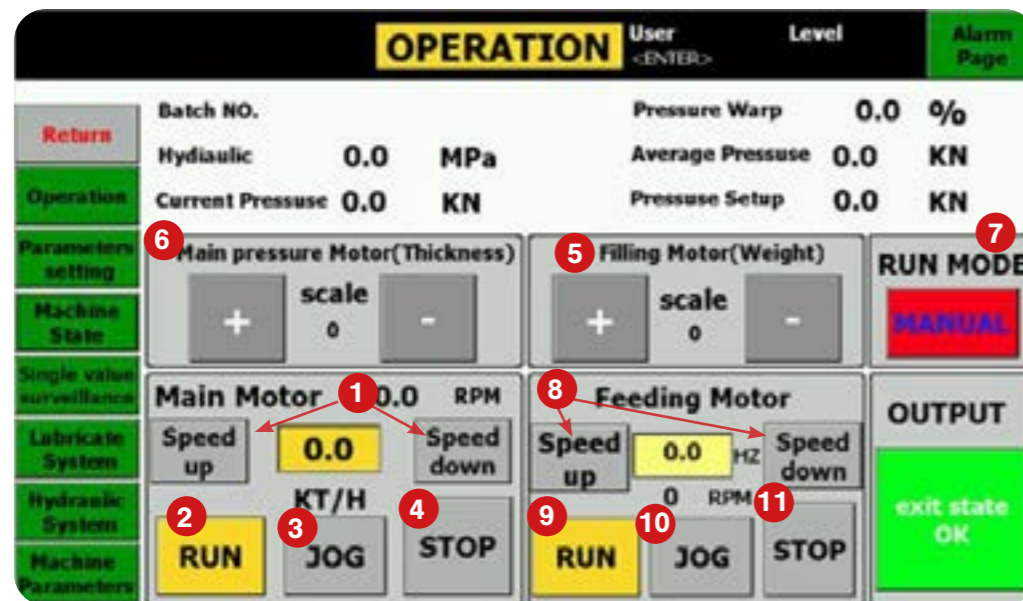 OPERATION
User
Level
<ENTER>
Alarm
Page
Return
Operation
Parameters
setting
Machine
State
Single value
surveillance
Lubricate
System
Hydraulic
System
Machine
Parameters
Batch NO.
Hydiaulic 0.0 MPa
Current Pressuse 0.0 KN
Pressure Warp 0.0 %
Average Pressuse 0.0 KN
Pressuse Setup 0.0 KN
6
Main pressure Motor(Thickness)
+
scale
0
-
5
Filling Motor(Weight)
+
scale
0
-
7
RUN MODE
MANUAL
Main Motor 0.0 RPM
1
Speed
up
0.0
Speed
down
KT/H
2
RUN
3
JOG
4
STOP
8
Feeding Motor
Speed
up
0.0 HZ
Speed
down
0 RPM
9
RUN
10
JOG
11
STOP
OUTPUT
exit state
OK